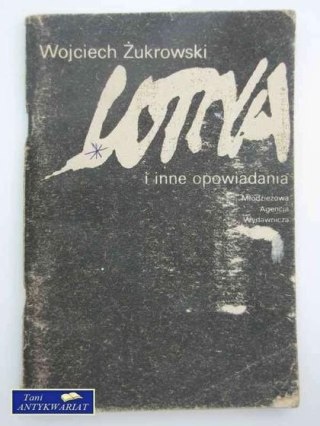 Wojciech Żukrowski
LOTNA
i inne opowiadania
Młodzieżowa
Agencja
Wydawnicza
Tani
ANTYKWARIAT